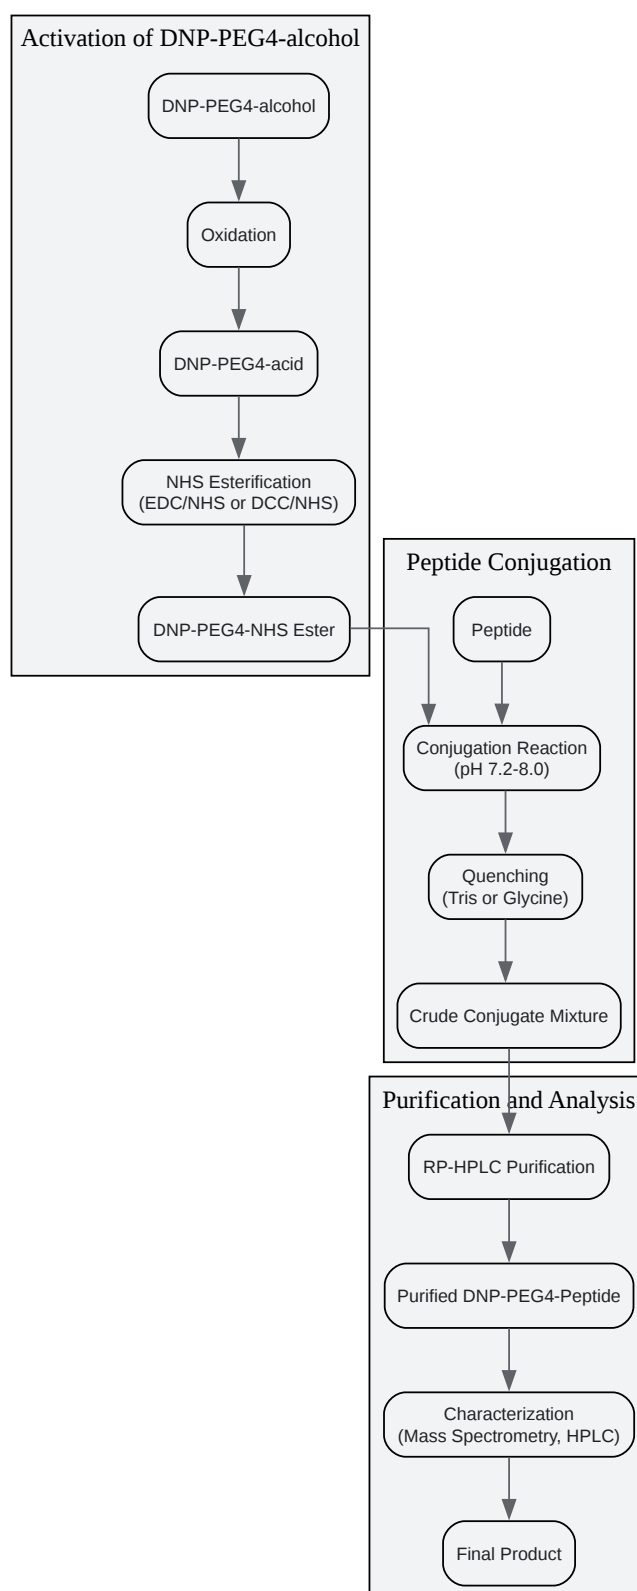 Activation of DNP-PEG4-alcohol
DNP-PEG4-alcohol
Oxidation
DNP-PEG4-acid
NHS Esterification
(EDC/NHS or DCC/NHS)
DNP-PEG4-NHS Ester
Peptide Conjugation
Peptide
Conjugation Reaction
(pH 7.2-8.0)
Quenching
(Tris or Glycine)
Crude Conjugate Mixture
Purification and Analysis
RP-HPLC Purification
Purified DNP-PEG4-Peptide
Characterization
(Mass Spectrometry, HPLC)
Final Product